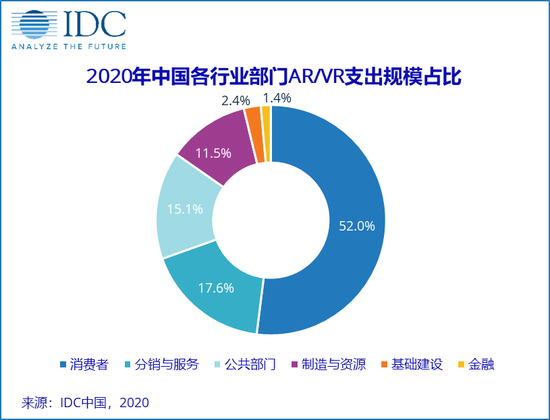 IDC
ANALYZE THE FUTURE
2020年中国各行业部门AR/VR支出规模占比
2.4%
1.4%
11.5%
15.1%
52.0%
17.6%
消费者 分销与服务 公共部门 制造与资源 基础建设 金融
来源：IDC中国，2020